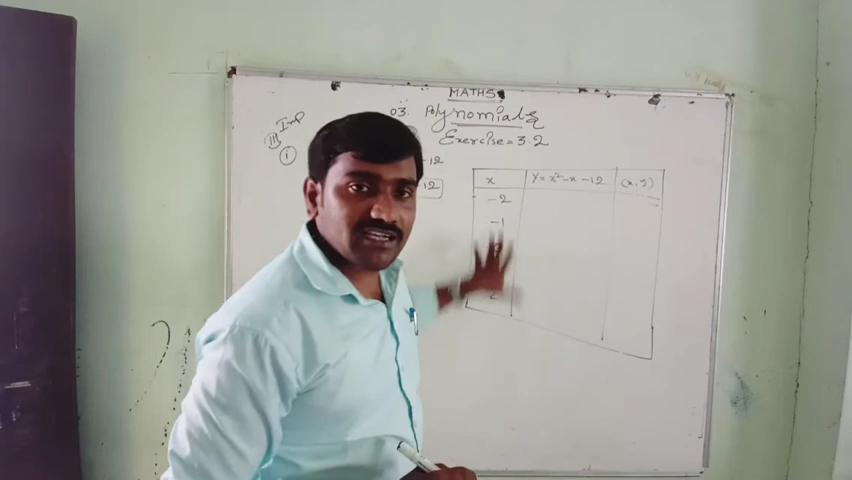 MATHS
03. Polynomials
Exercise = 3.2
Imp
III
i
-12
12
x y = x² - x - 12 (x, y)
-2
-1